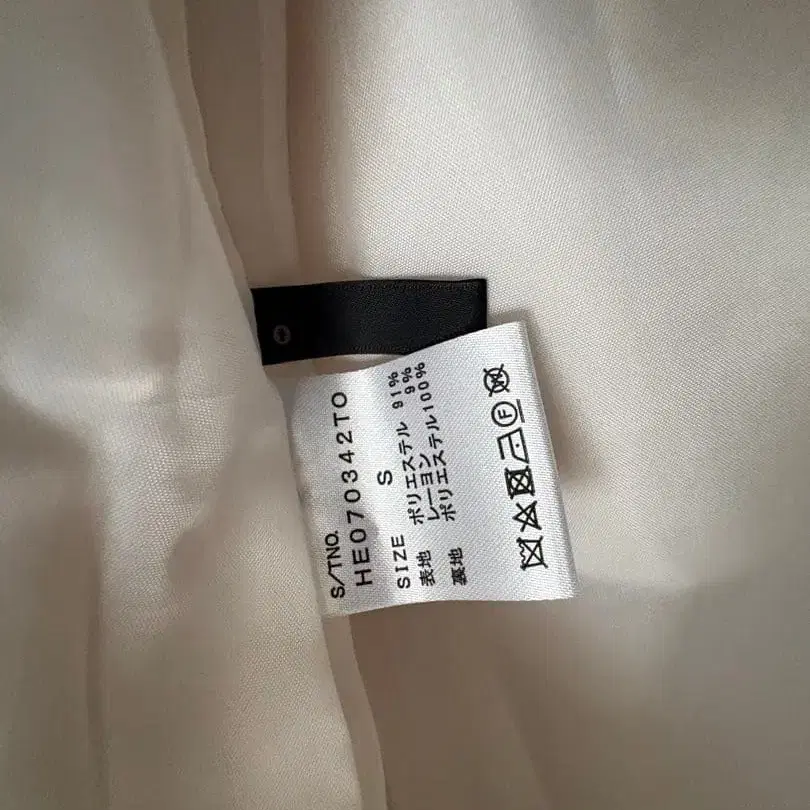 S/TNO.
HE070342TO
SIZE S
表地 ポリエステル 91%
レーヨン 9%
裏地 ポリエステル100%
F
W